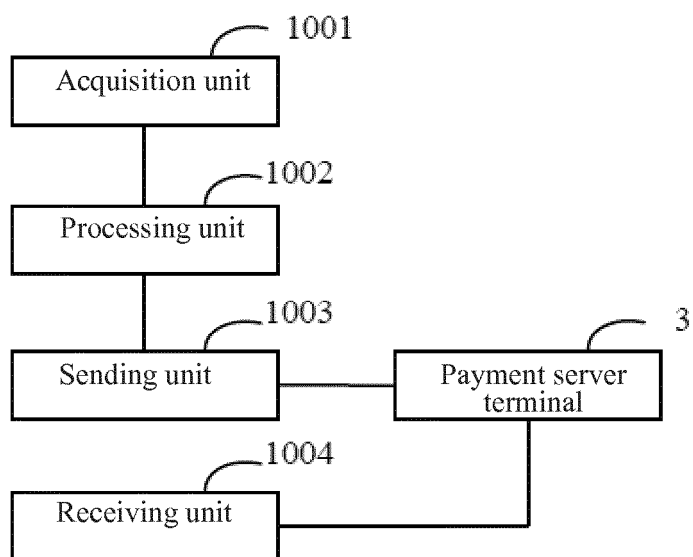 1001
Acquisition unit
1002
Processing unit
1003
Sending unit
3
Payment server
terminal
1004
Receiving unit